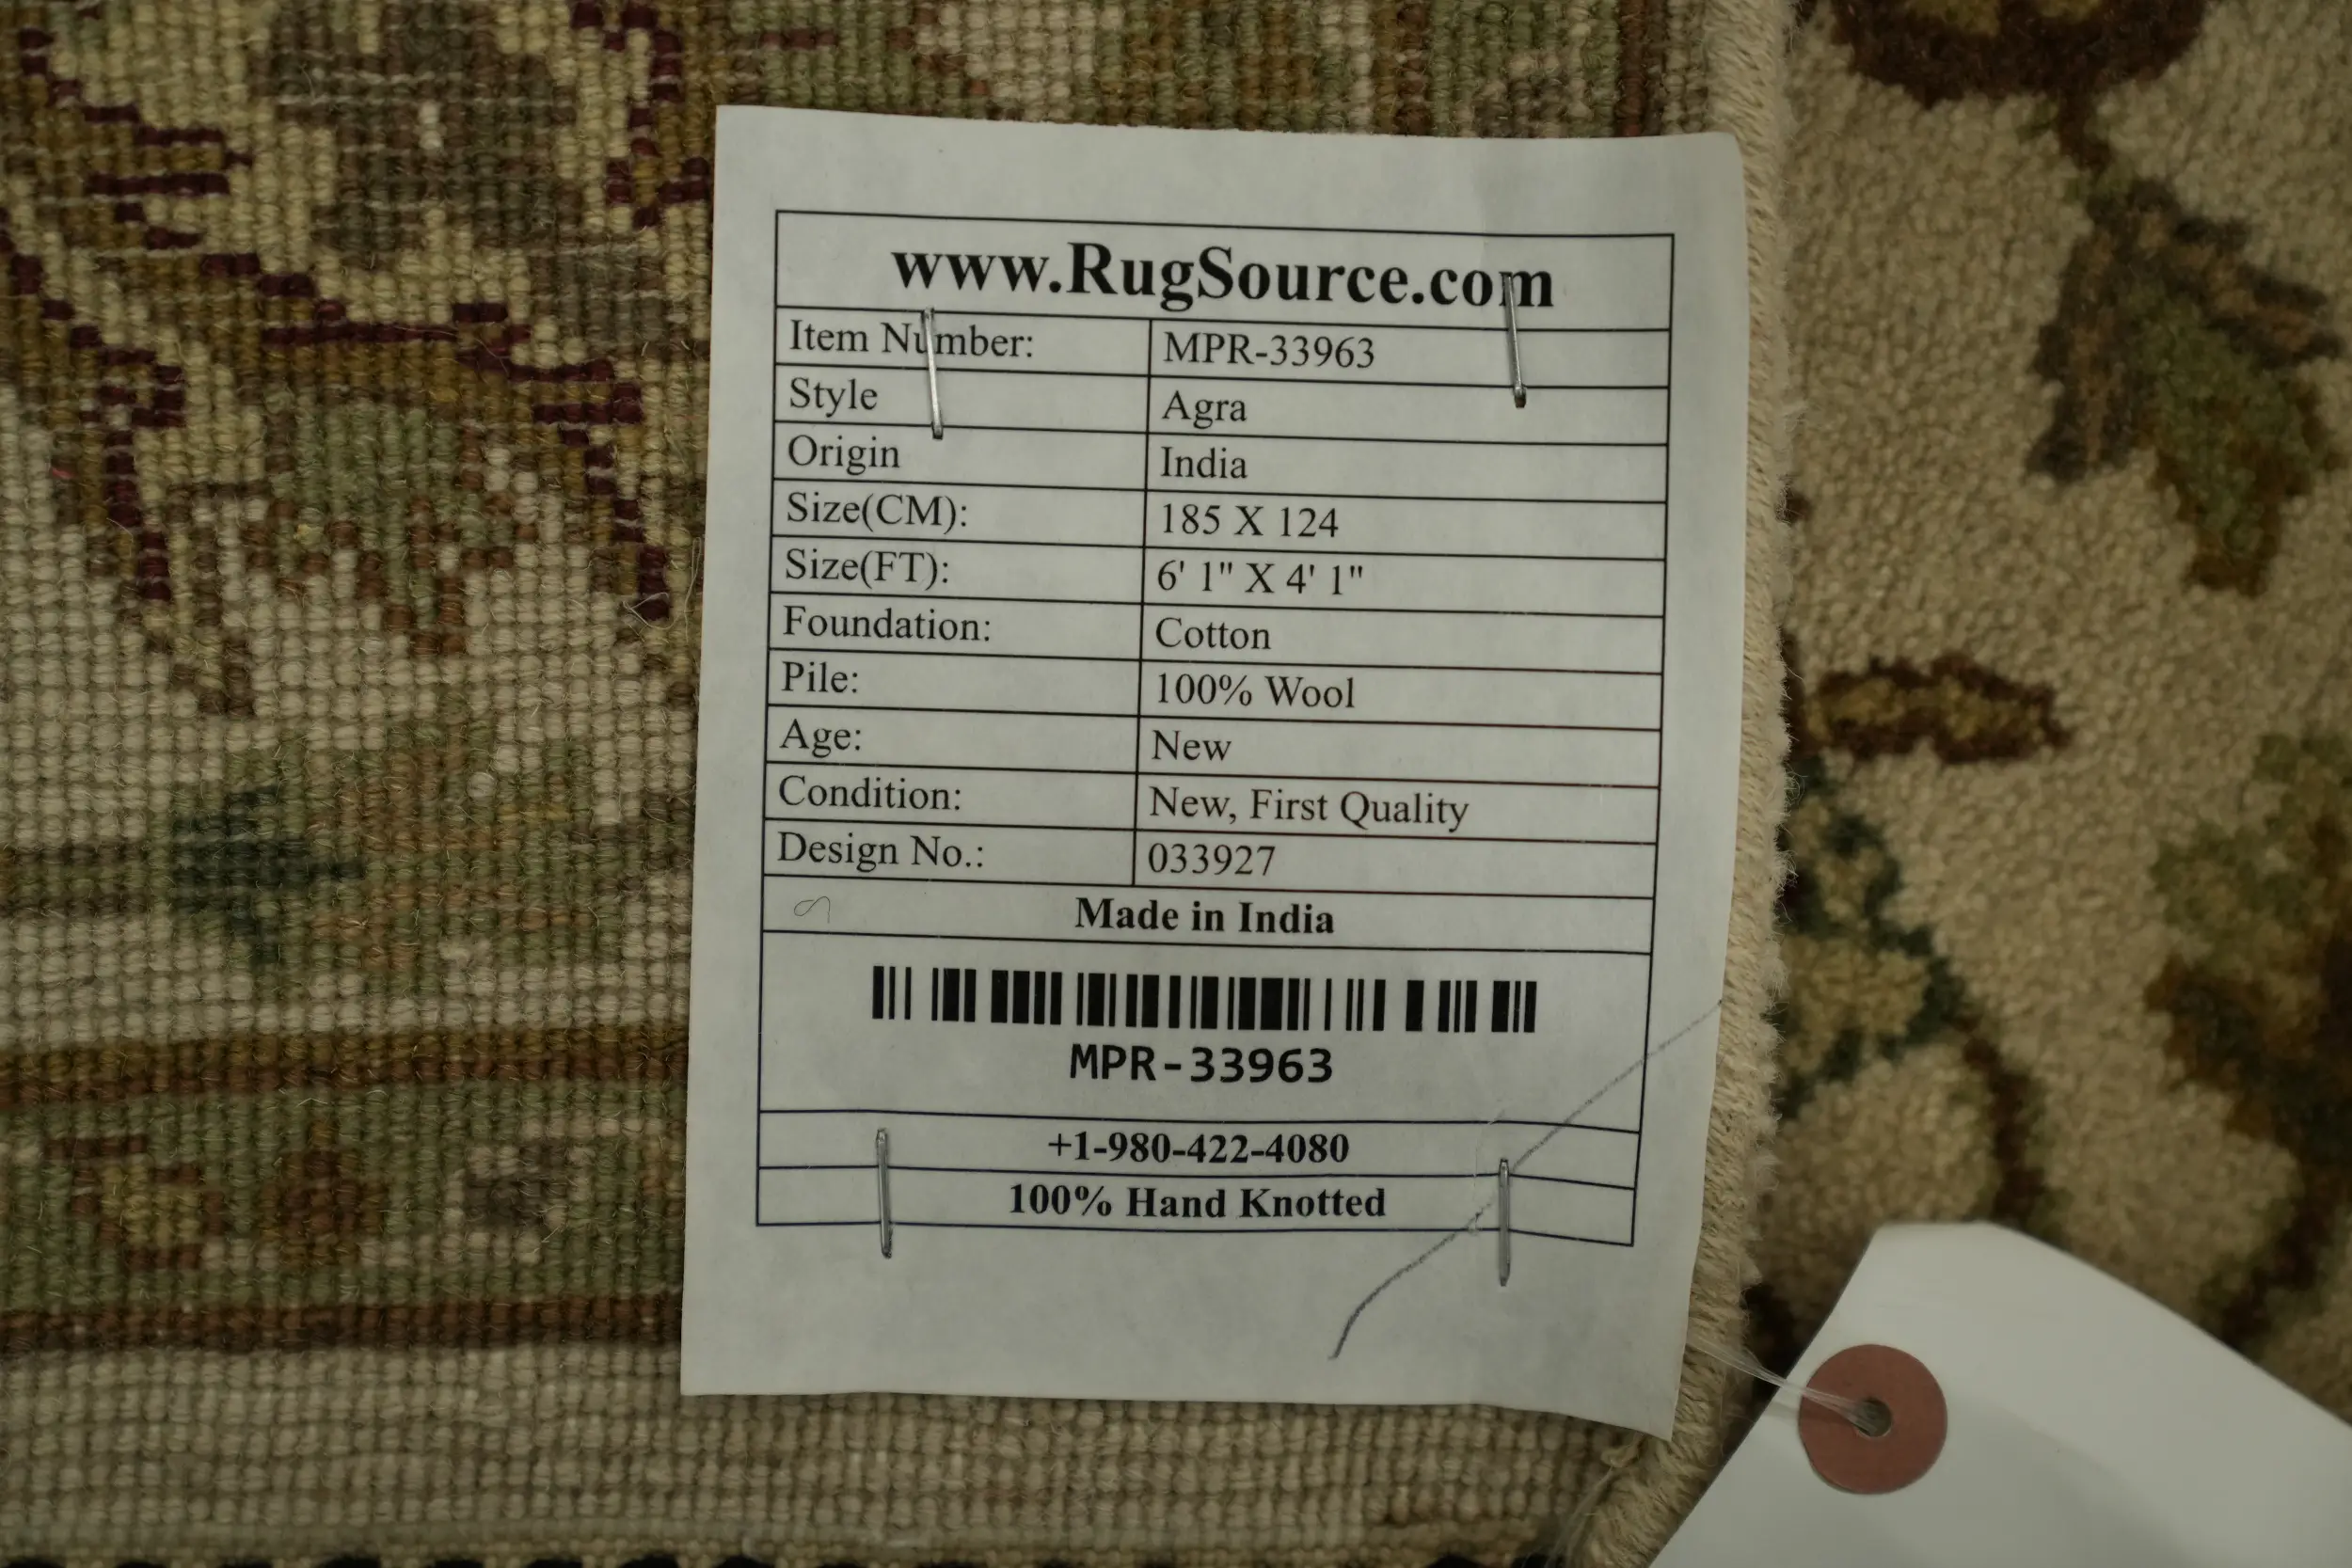 www.RugSource.com
Item Number: MPR-33963
Style Agra
Origin India
Size(CM): 185 X 124
Size(FT): 6' 1" X 4' 1"
Foundation: Cotton
Pile: 100% Wool
Age: New
Condition: New, First Quality
Design No.: 033927
Made in India
MPR-33963
+1-980-422-4080
100% Hand Knotted